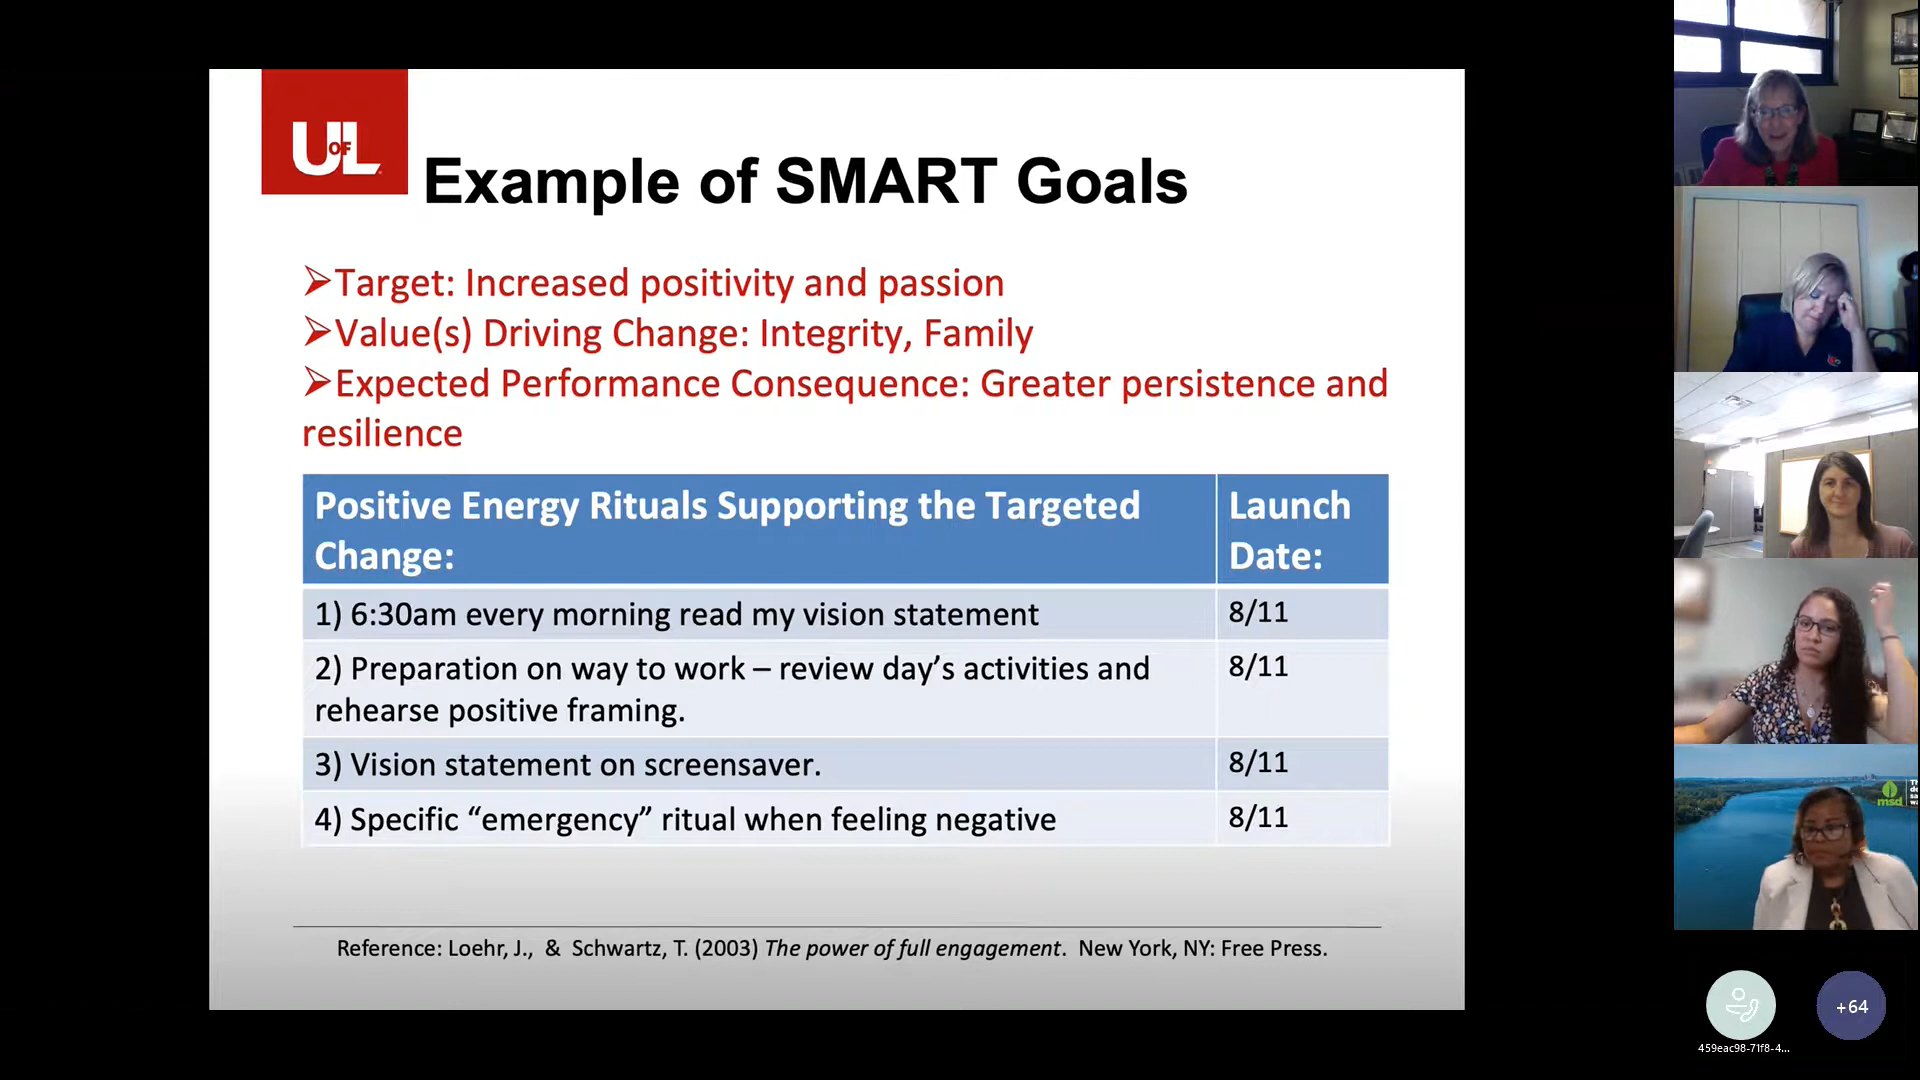 UofL
Example of SMART Goals
➢Target: Increased positivity and passion
➢Value(s) Driving Change: Integrity, Family
➢Expected Performance Consequence: Greater persistence and
resilience
Positive Energy Rituals Supporting the Targeted
Change:
Launch
Date:
1) 6:30am every morning read my vision statement
8/11
2) Preparation on way to work – review day’s activities and
rehearse positive framing.
8/11
3) Vision statement on screensaver.
8/11
4) Specific “emergency” ritual when feeling negative
8/11
Reference: Loehr, J., & Schwartz, T. (2003) The power of full engagement. New York, NY: Free Press.
msd
+64
459eac98-71f8-4...